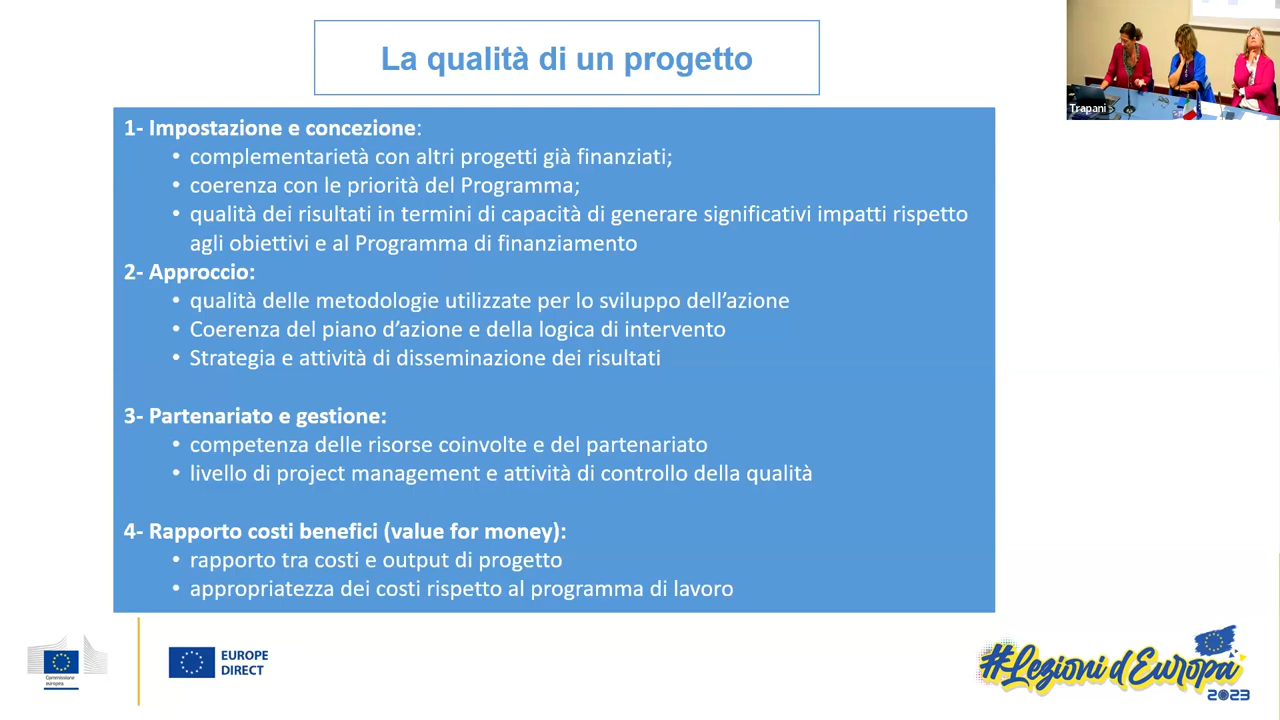 La qualità di un progetto
Trapani
1- Impostazione e concezione:
• complementarietà con altri progetti già finanziati;
• coerenza con le priorità del Programma;
• qualità dei risultati in termini di capacità di generare significativi impatti rispetto
agli obiettivi e al Programma di finanziamento
2- Approccio:
• qualità delle metodologie utilizzate per lo sviluppo dell’azione
• Coerenza del piano d’azione e della logica di intervento
• Strategia e attività di disseminazione dei risultati
3- Partenariato e gestione:
• competenza delle risorse coinvolte e del partenariato
• livello di project management e attività di controllo della qualità
4- Rapporto costi benefici (value for money):
• rapporto tra costi e output di progetto
• appropriatezza dei costi rispetto al programma di lavoro
Commissione
europea
EUROPE
DIRECT
#Lezioni d'Europa
2023